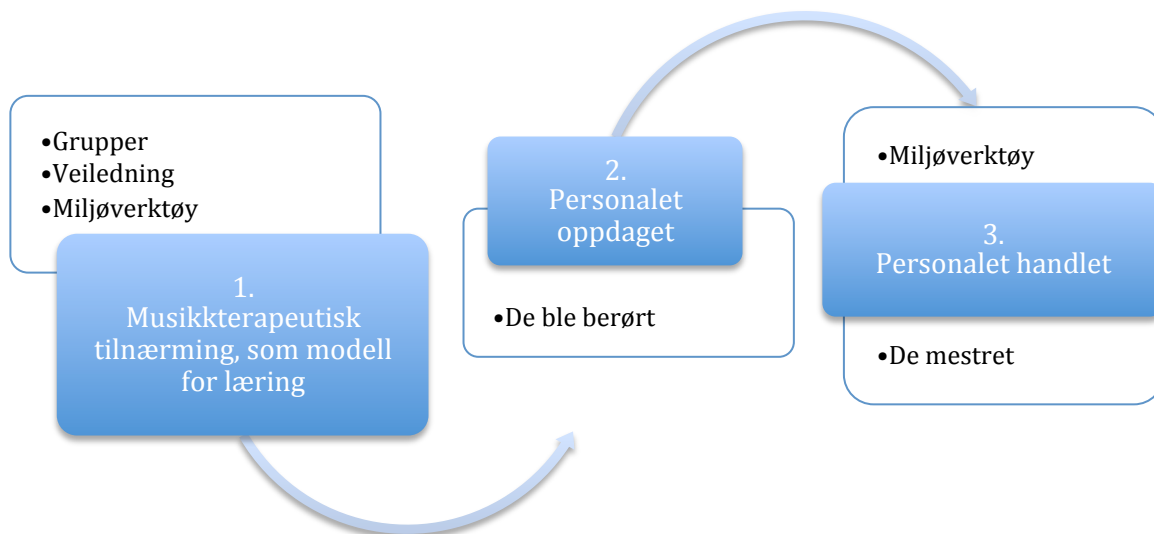 •Grupper
•Veiledning
•Miljøverktøy
1.
Musikkterapeutisk
tilnærming, som modell
for læring
2.
Personalet
oppdaget
•De ble berørt
•Miljøverktøy
3.
Personalet handlet
•De mestret